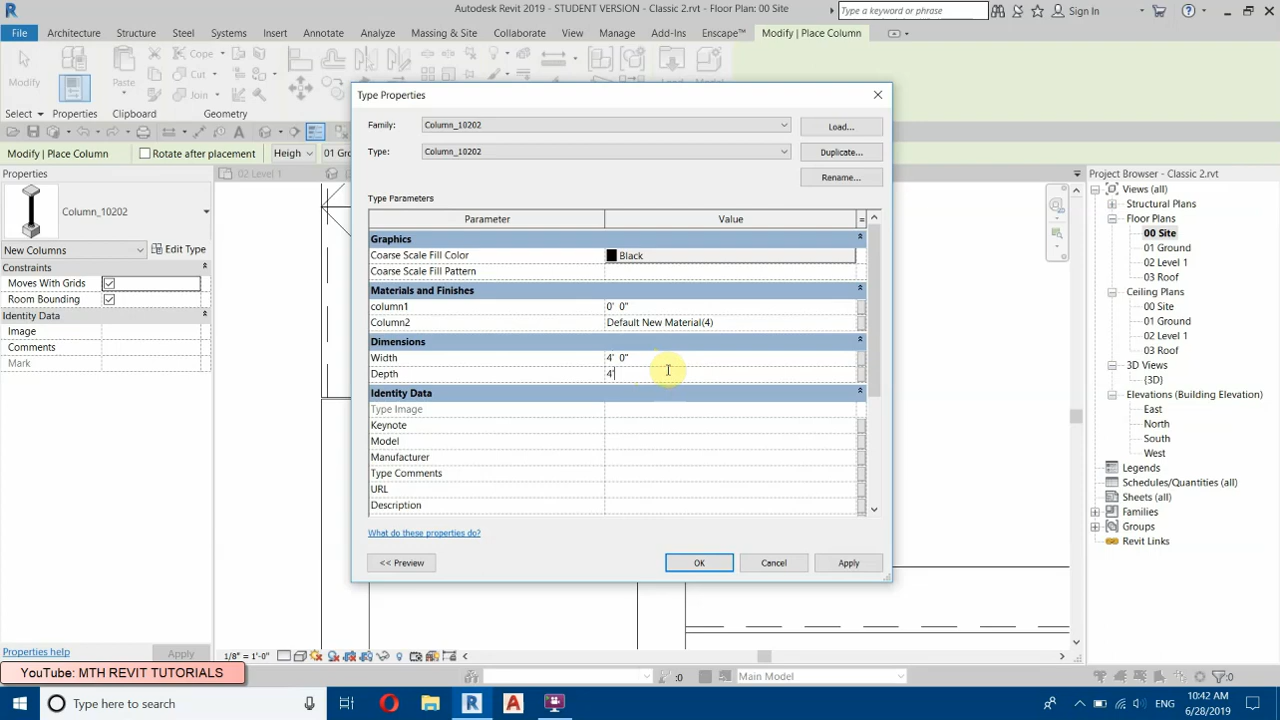 Autodesk Revit 2019 - STUDENT VERSION - Classic 2.rvt - Floor Plan: 00 Site
Type a keyword or phrase
Sign In
File Architecture Structure Steel Systems Insert Annotate Analyze Massing & Site Collaborate View Manage Add-Ins Enscape™ Modify | Place Column
Modify
Paste
Cope
Cut
Join
Load
Select Properties Clipboard Geometry
Modify | Place Column Rotate after placement Heigh 01 Gro
Properties
Column_10202
New Columns Edit Type
Constraints
Moves With Grids
Room Bounding
Identity Data
Image
Comments
Mark
Properties help Apply
02 Level 1
Type Properties
Family: Column_10202 Load...
Type: Column_10202 Duplicate...
Rename...
Type Parameters
Parameter Value =
Graphics
Coarse Scale Fill Color Black
Coarse Scale Fill Pattern
Materials and Finishes
column1 0' 0"
Column2 Default New Material(4)
Dimensions
Width 4' 0"
Depth 4'
Identity Data
Type Image
Keynote
Model
Manufacturer
Type Comments
URL
Description
What do these properties do?
<< Preview OK Cancel Apply
Project Browser - Classic 2.rvt
Views (all)
Structural Plans
Floor Plans
00 Site
01 Ground
02 Level 1
03 Roof
Ceiling Plans
00 Site
01 Ground
02 Level 1
03 Roof
3D Views
{3D}
Elevations (Building Elevation)
East
North
South
West
Legends
Schedules/Quantities (all)
Sheets (all)
Families
Groups
Revit Links
1/8" = 1'-0"
YouTube: MTH REVIT TUTORIALS
:0 Main Model :0
Type here to search
ENG
10:42 AM
6/28/2019